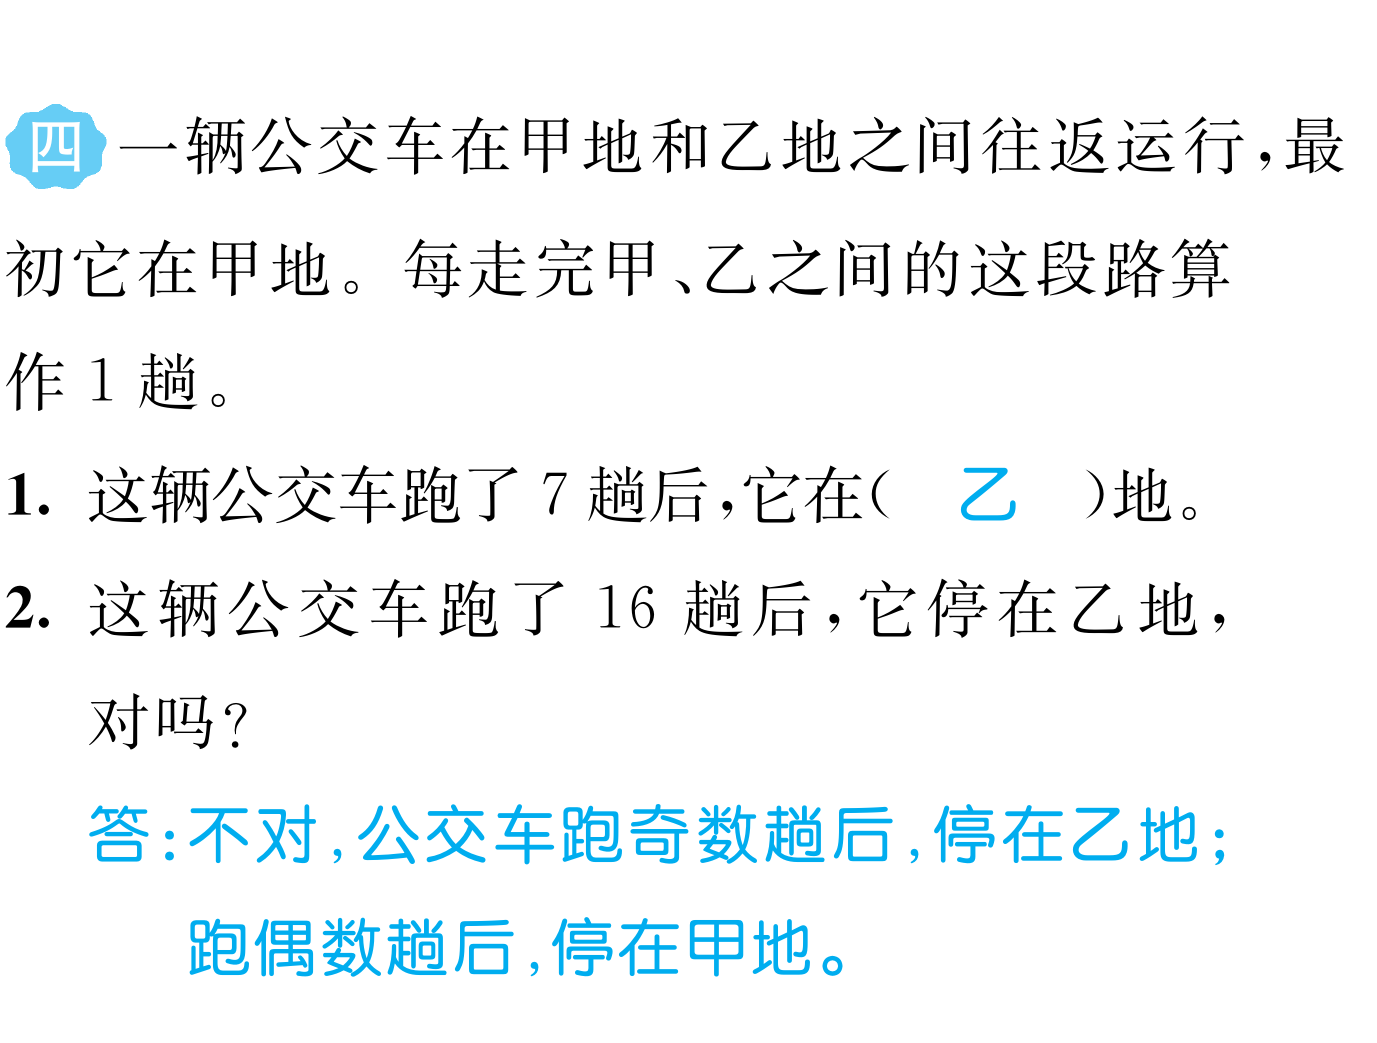 四 一辆公交车在甲地和乙地之间往返运行,最
初它在甲地。每走完甲、乙之间的这段路算
作 1 趟。
1. 这辆公交车跑了 7 趟后,它在( 乙 )地。
2. 这辆公交车跑了 16 趟后,它停在乙地,
对吗?
答:不对,公交车跑奇数趟后,停在乙地;
跑偶数趟后,停在甲地。